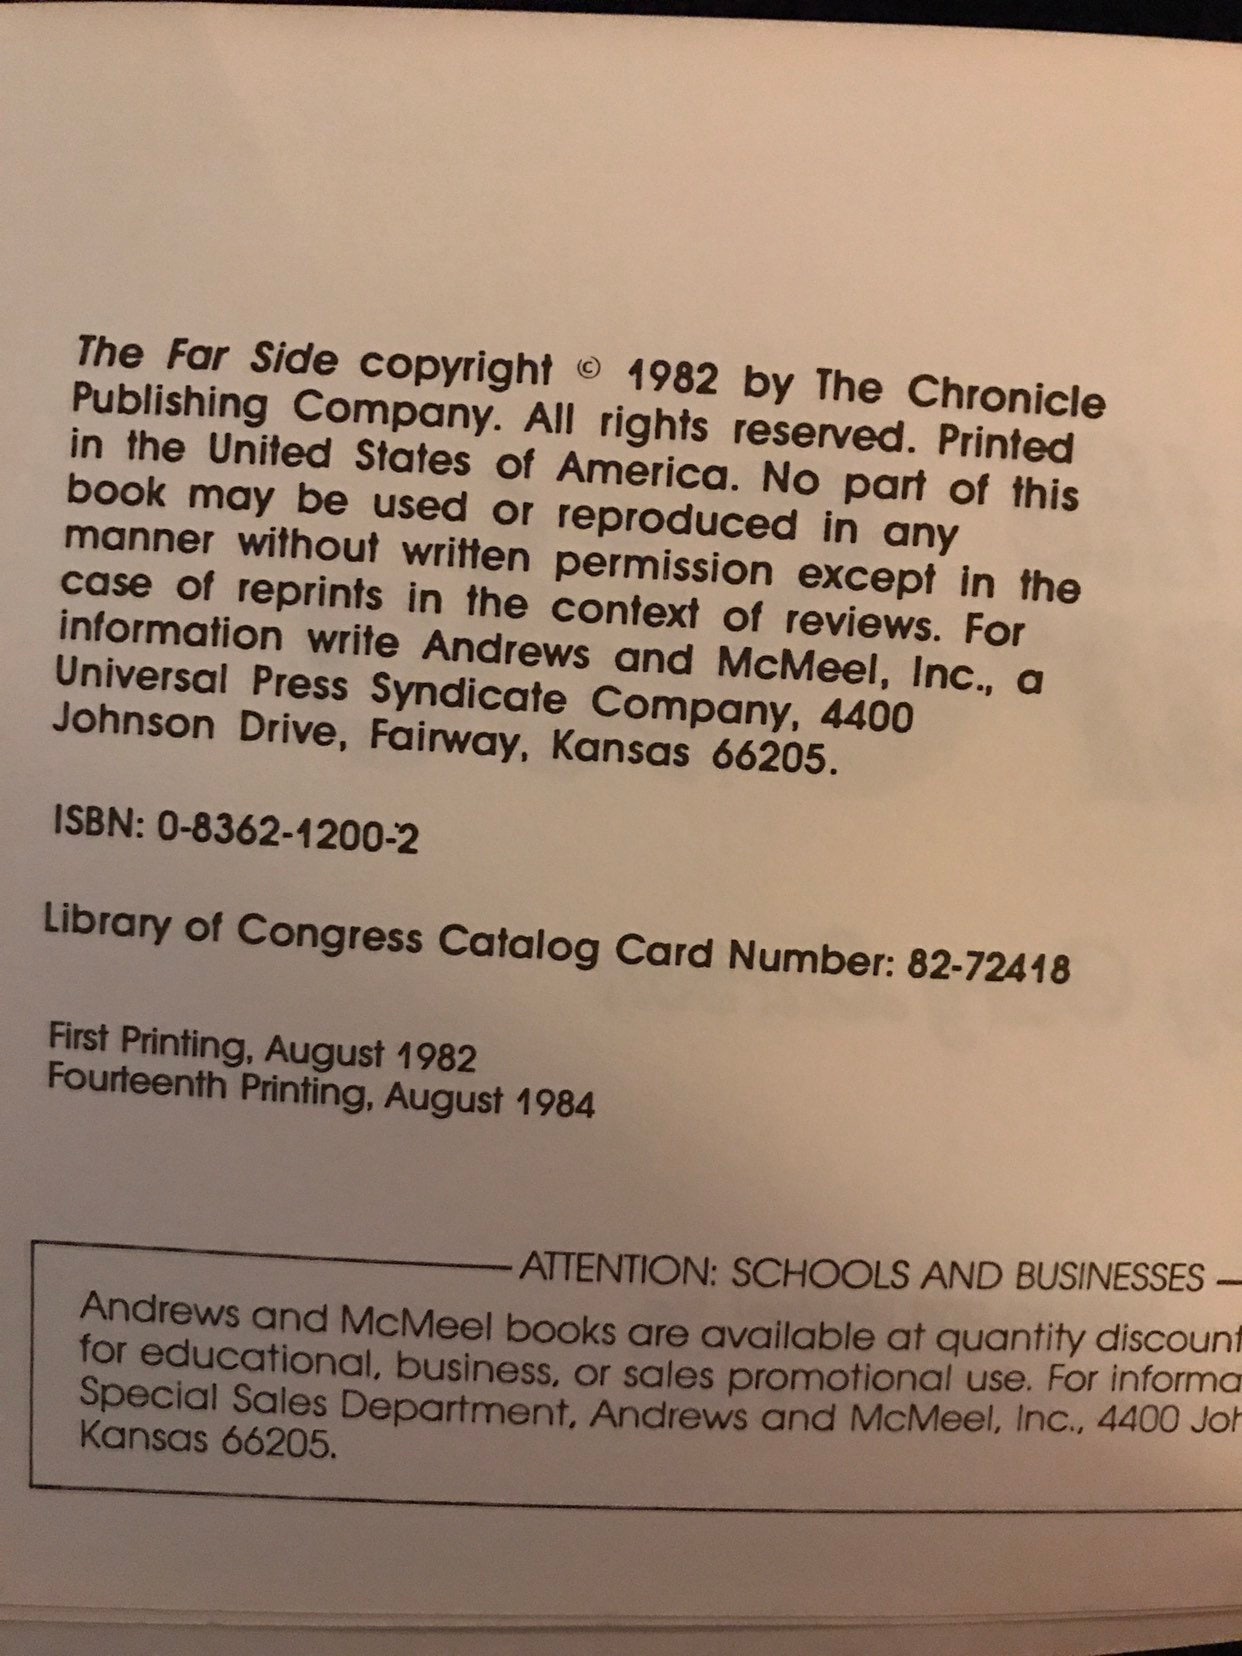 The Far Side copyright © 1982 by The Chronicle
Publishing Company. All rights reserved. Printed
in the United States of America. No part of this
book may be used or reproduced in any
manner without written permission except in the
case of reprints in the context of reviews. For
information write Andrews and McMeel, Inc., a
Universal Press Syndicate Company, 4400
Johnson Drive, Fairway, Kansas 66205.
ISBN: 0-8362-1200-2
Library of Congress Catalog Card Number: 82-72418
First Printing, August 1982
Fourteenth Printing, August 1984
ATTENTION: SCHOOLS AND BUSINESSES
Andrews and McMeel books are available at quantity discount
for educational, business, or sales promotional use. For informa
Special Sales Department, Andrews and McMeel, Inc., 4400 Joh
Kansas 66205.